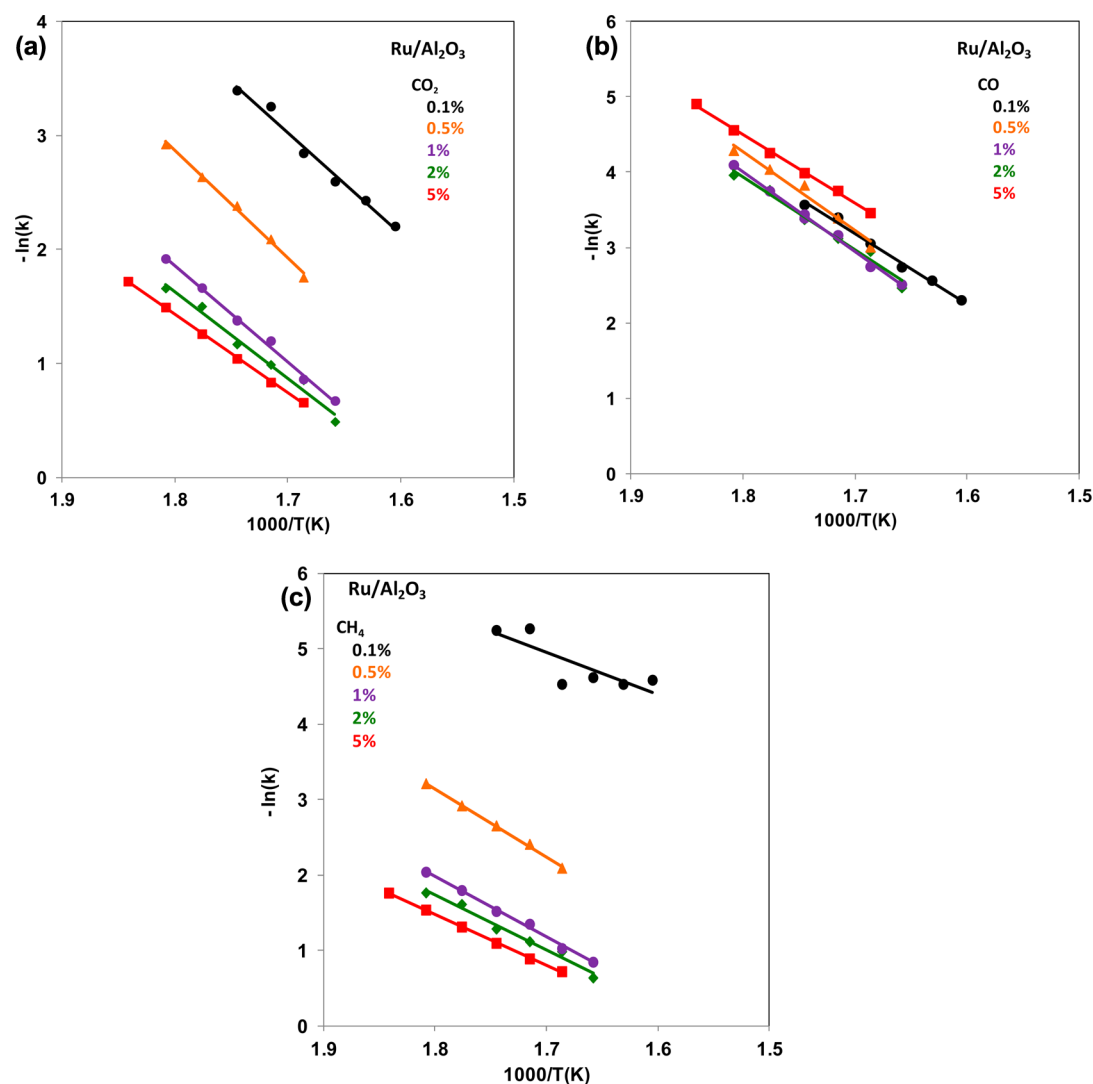 (a)
Ru/Al₂O₃
CO₂
0.1%
0.5%
1%
2%
5%
4
3
2
1
0
- ln(k)
1.9 1.8 1.7 1.6 1.5
1000/T(K)
(b)
Ru/Al₂O₃
CO
0.1%
0.5%
1%
2%
5%
6
5
4
3
2
1
0
- ln(k)
1.9 1.8 1.7 1.6 1.5
1000/T(K)
(c)
Ru/Al₂O₃
CH₄
0.1%
0.5%
1%
2%
5%
6
5
4
3
2
1
0
- ln(k)
1.9 1.8 1.7 1.6 1.5
1000/T(K)